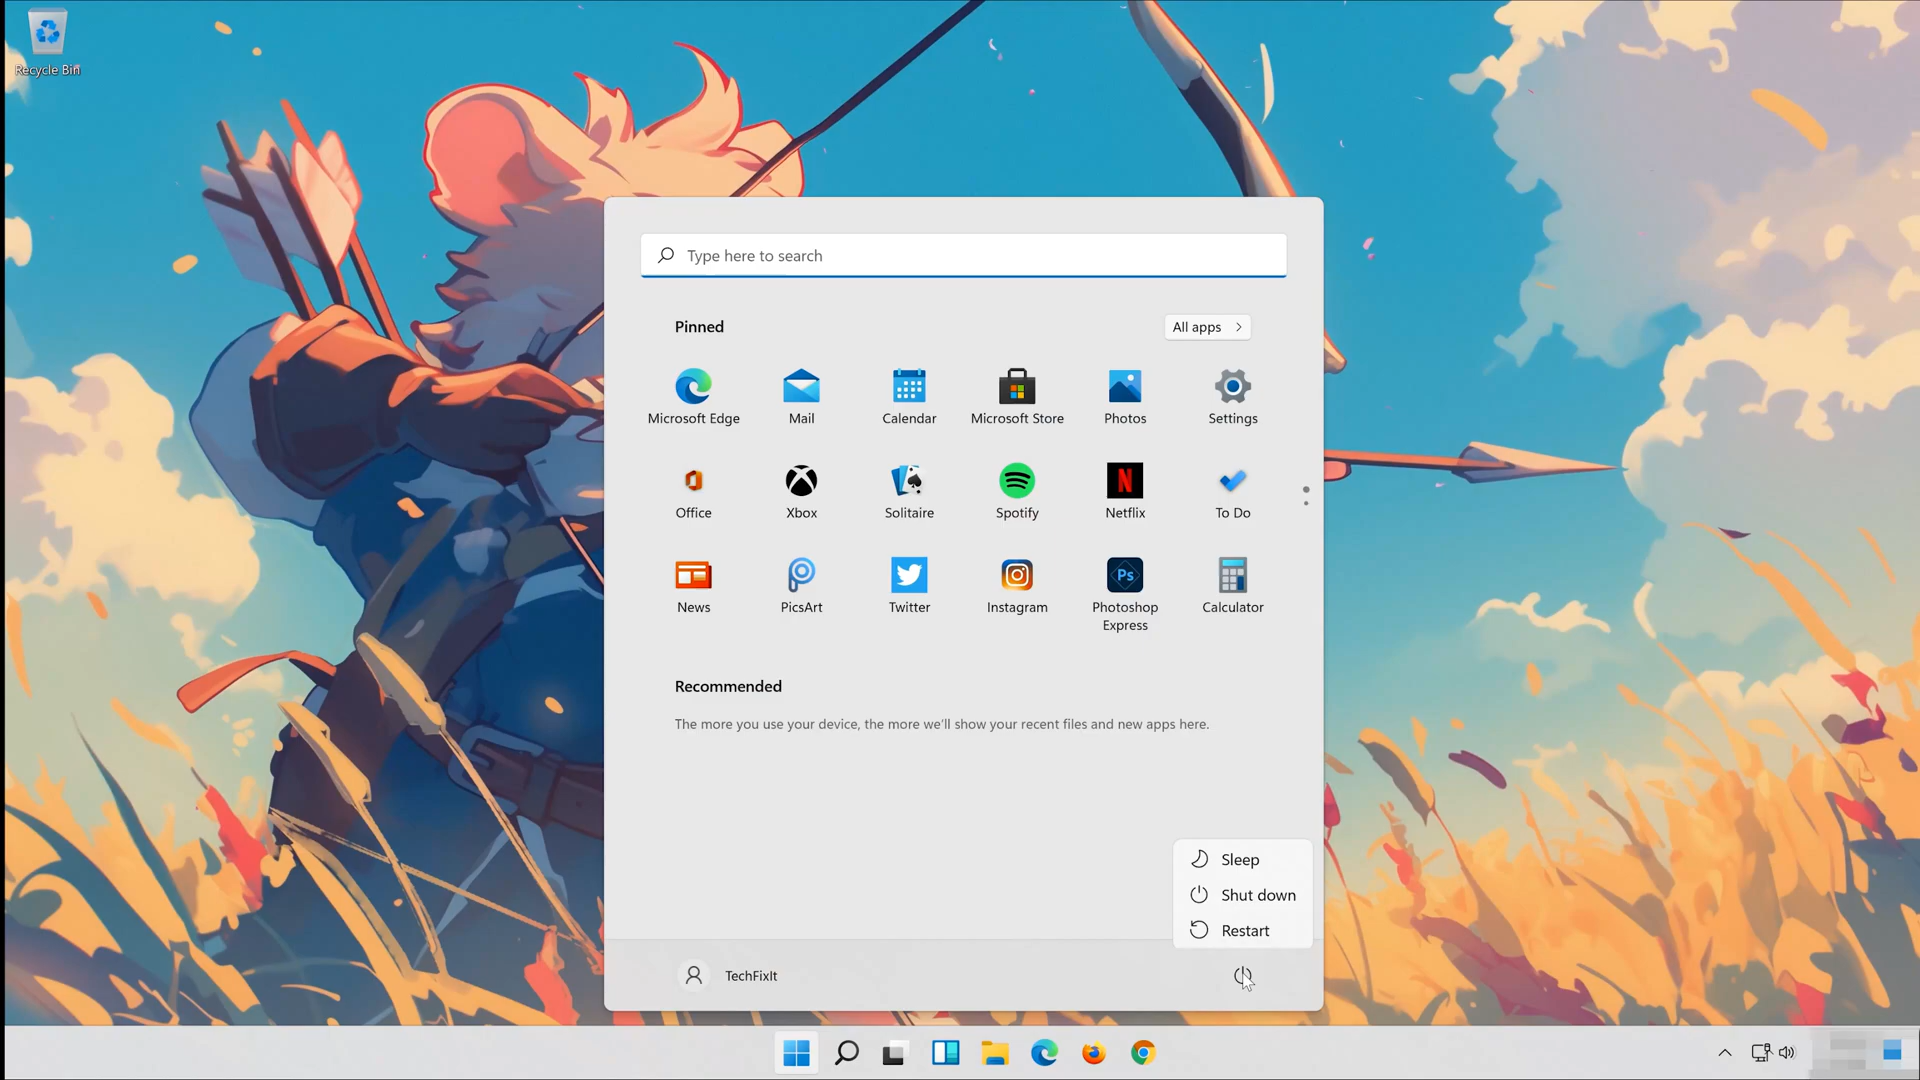 Recycle Bin
Type here to search
Pinned
All apps
Microsoft Edge
Mail
Calendar
Microsoft Store
Photos
Settings
Office
Xbox
Solitaire
Spotify
Netflix
To Do
News
PicsArt
Twitter
Instagram
Ps
Photoshop
Express
Calculator
Recommended
The more you use your device, the more we'll show your recent files and new apps here.
Sleep
Shut down
Restart
TechFixIt